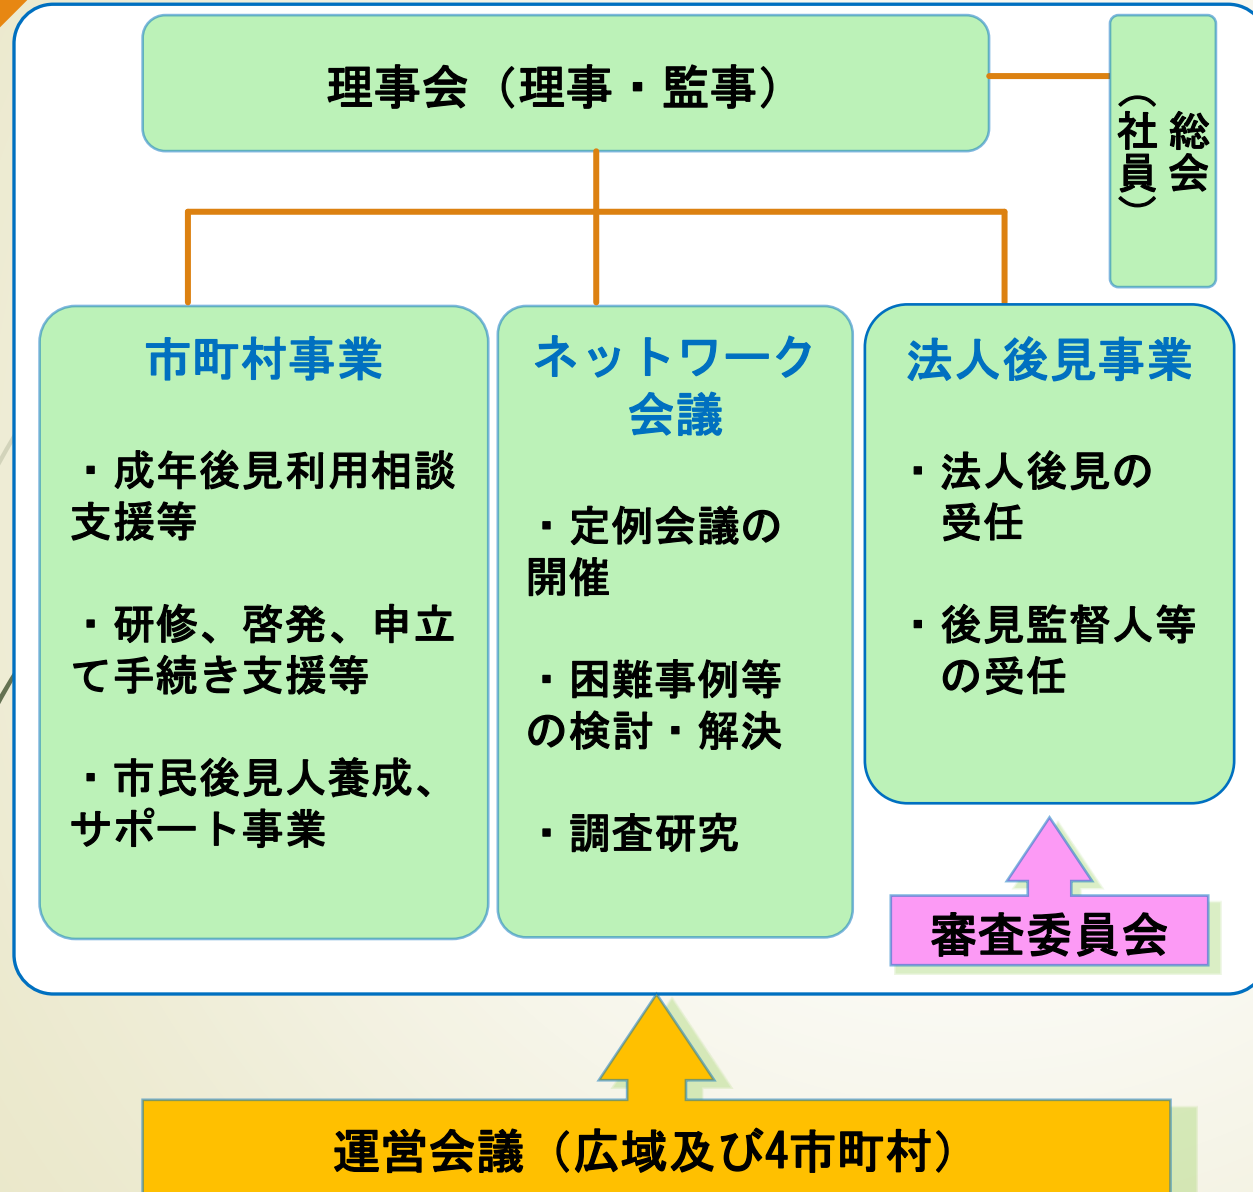 理事会（理事・監事）
総会
（社員）
市町村事業
・成年後見利用相談
支援等
・研修、啓発、申立
て手続き支援等
・市民後見人養成、
サポート事業
ネットワーク
会議
・定例会議の
開催
・困難事例等
の検討・解決
・調査研究
法人後見事業
・法人後見の
受任
・後見監督人等
の受任
審査委員会
運営会議（広域及び4市町村）